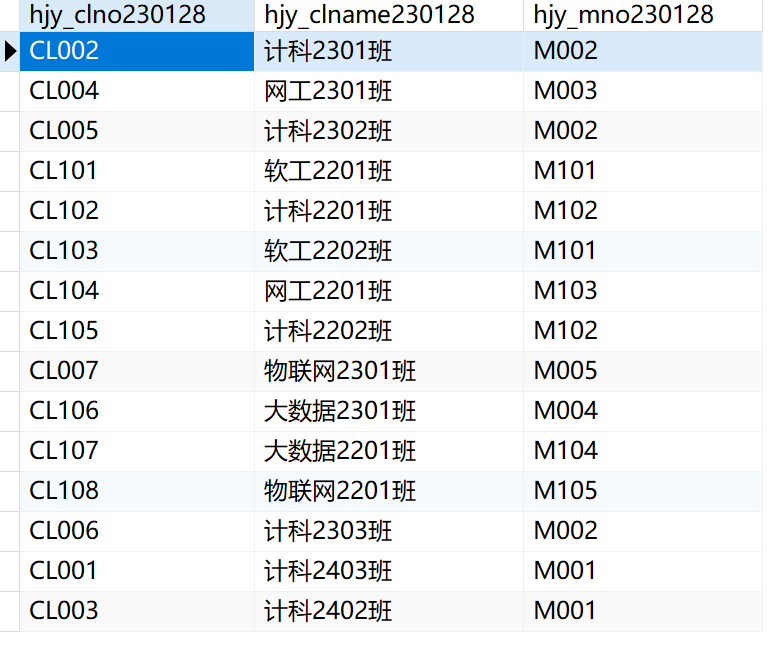 hjy_clno230128 hjy_clname230128 hjy_mno230128
CL002 计科2301班 M002
CL004 网工2301班 M003
CL005 计科2302班 M002
CL101 软工2201班 M101
CL102 计科2201班 M102
CL103 软工2202班 M101
CL104 网工2201班 M103
CL105 计科2202班 M102
CL007 物联网2301班 M005
CL106 大数据2301班 M004
CL107 大数据2201班 M104
CL108 物联网2201班 M105
CL006 计科2303班 M002
CL001 计科2403班 M001
CL003 计科2402班 M001